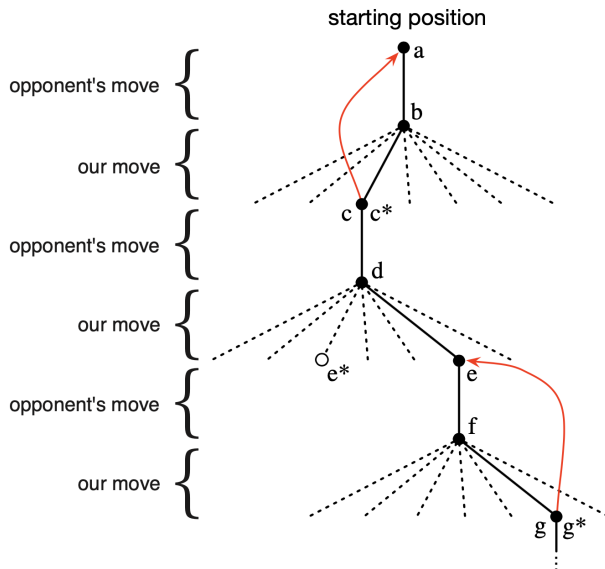 starting position
a
opponent's move
b
our move
c c*
opponent's move
d
our move
e* e
opponent's move
f
our move
g g*